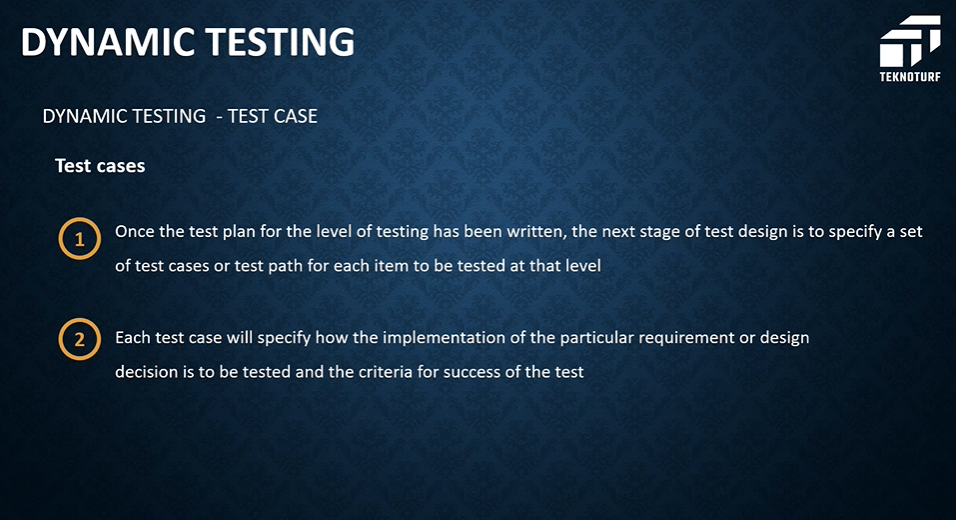 DYNAMIC TESTING
TEKNOTURF
DYNAMIC TESTING - TEST CASE
Test cases
1
Once the test plan for the level of testing has been written, the next stage of test design is to specify a set
of test cases or test path for each item to be tested at that level
2
Each test case will specify how the implementation of the particular requirement or design
decision is to be tested and the criteria for success of the test